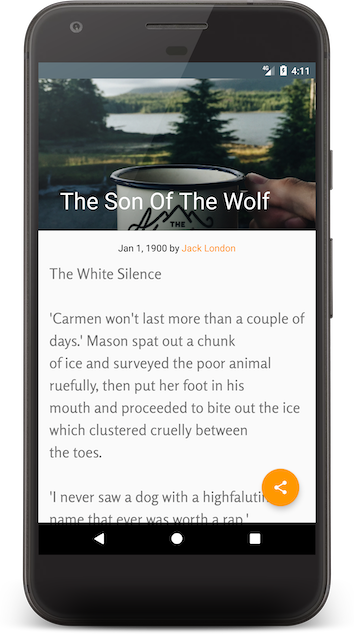 4G 4:11
The Son Of The Wolf
THE
Jan 1, 1900 by Jack London
The White Silence
'Carmen won't last more than a couple of
days.' Mason spat out a chunk
of ice and surveyed the poor animal
ruefully, then put her foot in his
mouth and proceeded to bite out the ice
which clustered cruelly between
the toes.
'I never saw a dog with a highfalutin'
name that ever was worth a rap,'